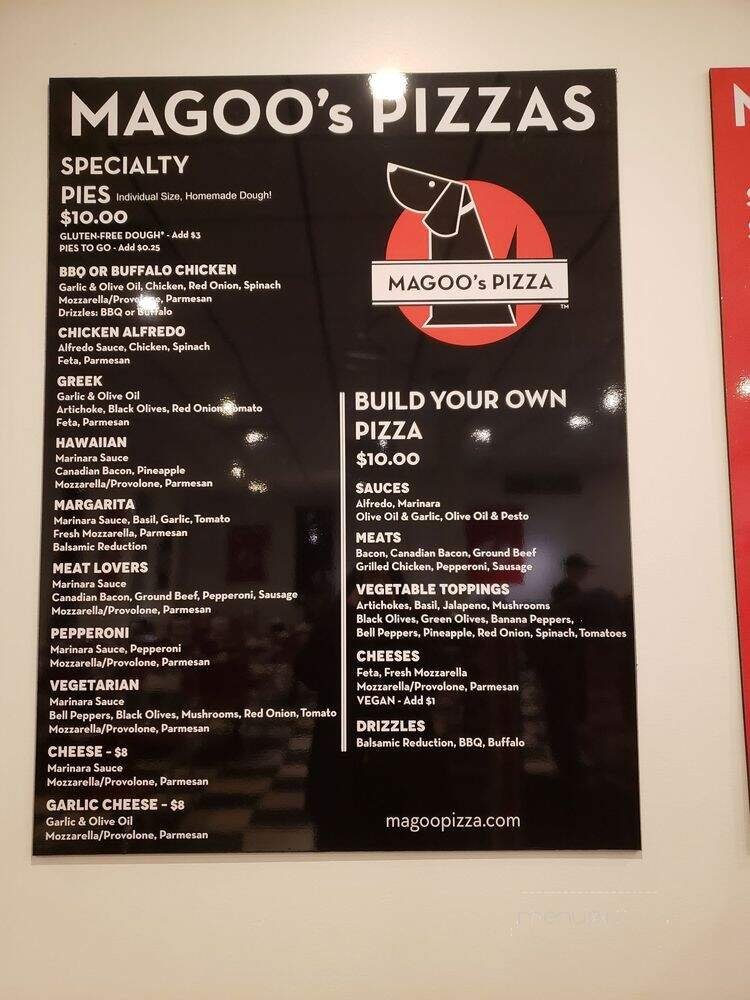 MAGOO's PIZZAS
SPECIALTY
PIES Individual Size, Homemade Dough!
$10.00
GLUTEN-FREE DOUGH* - Add $3
PIES TO GO - Add $0.25
BBQ OR BUFFALO CHICKEN
Garlic & Olive Oil, Chicken, Red Onion, Spinach
Mozzarella/Provolone, Parmesan
Drizzles: BBQ or Buffalo
CHICKEN ALFREDO
Alfredo Sauce, Chicken, Spinach
Feta, Parmesan
GREEK
Garlic & Olive Oil
Artichoke, Black Olives, Red Onion, Tomato
Feta, Parmesan
HAWAIIAN
Marinara Sauce
Canadian Bacon, Pineapple
Mozzarella/Provolone, Parmesan
MARGARITA
Marinara Sauce, Basil, Garlic, Tomato
Fresh Mozzarella, Parmesan
Balsamic Reduction
MEAT LOVERS
Marinara Sauce
Canadian Bacon, Ground Beef, Pepperoni, Sausage
Mozzarella/Provolone, Parmesan
PEPPERONI
Marinara Sauce, Pepperoni
Mozzarella/Provolone, Parmesan
VEGETARIAN
Marinara Sauce
Bell Peppers, Black Olives, Mushrooms, Red Onion, Tomato
Mozzarella/Provolone, Parmesan
CHEESE - $8
Marinara Sauce
Mozzarella/Provolone, Parmesan
GARLIC CHEESE - $8
Garlic & Olive Oil
Mozzarella/Provolone, Parmesan
MAGOO's PIZZA
TM
BUILD YOUR OWN
PIZZA
$10.00
SAUCES
Alfredo, Marinara
Olive Oil & Garlic, Olive Oil & Pesto
MEATS
Bacon, Canadian Bacon, Ground Beef
Grilled Chicken, Pepperoni, Sausage
VEGETABLE TOPPINGS
Artichokes, Basil, Jalapeno, Mushrooms
Black Olives, Green Olives, Banana Peppers,
Bell Peppers, Pineapple, Red Onion, Spinach, Tomatoes
CHEESES
Feta, Fresh Mozzarella
Mozzarella/Provolone, Parmesan
VEGAN - Add $1
DRIZZLES
Balsamic Reduction, BBQ, Buffalo
magoopizza.com